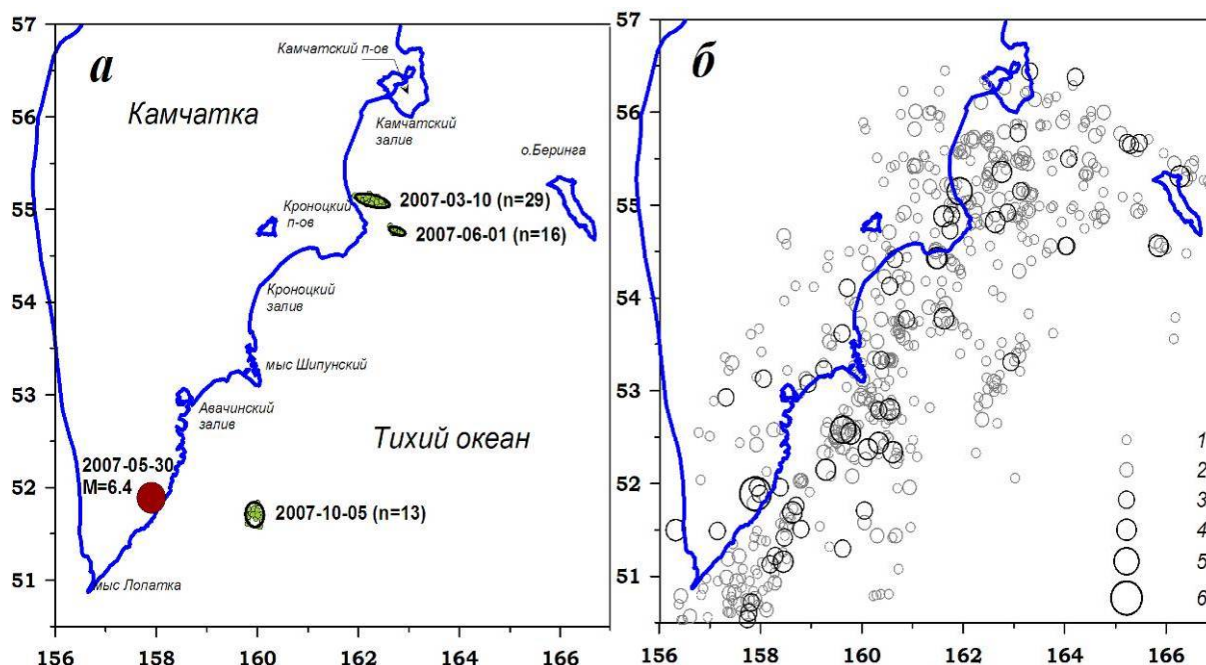 57
56
55
54
53
52
51
156
158
160
162
164
166
а
Камчатский п-ов
Камчатка
Камчатский
залив
о.Беринга
2007-03-10 (n=29)
Кроноцкий
п-ов
2007-06-01 (n=16)
Кроноцкий
залив
мыс Шипунский
Авачинский
залив
Тихий океан
2007-05-30
M=6.4
2007-10-05 (n=13)
мыс Лопатка
57
56
55
54
53
52
51
156
158
160
162
164
166
б
1
2
3
4
5
6